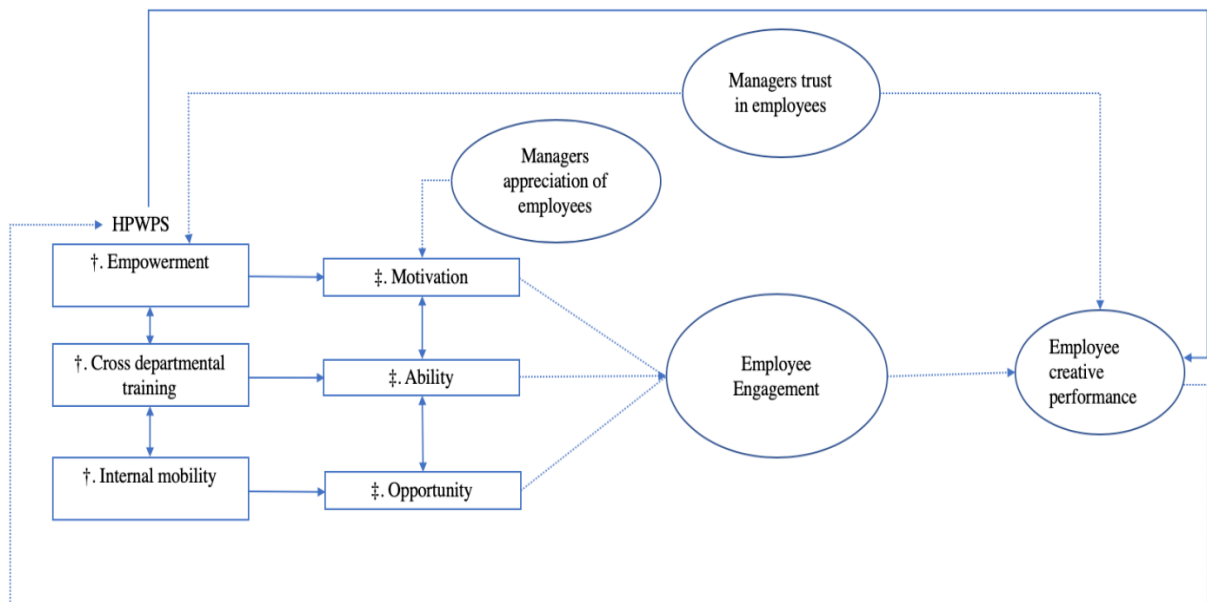 Managers trust
in employees
Managers
appreciation of
employees
HPWPS
†. Empowerment
‡. Motivation
†. Cross departmental
training
‡. Ability
Employee
Engagement
Employee
creative
performance
†. Internal mobility
‡. Opportunity